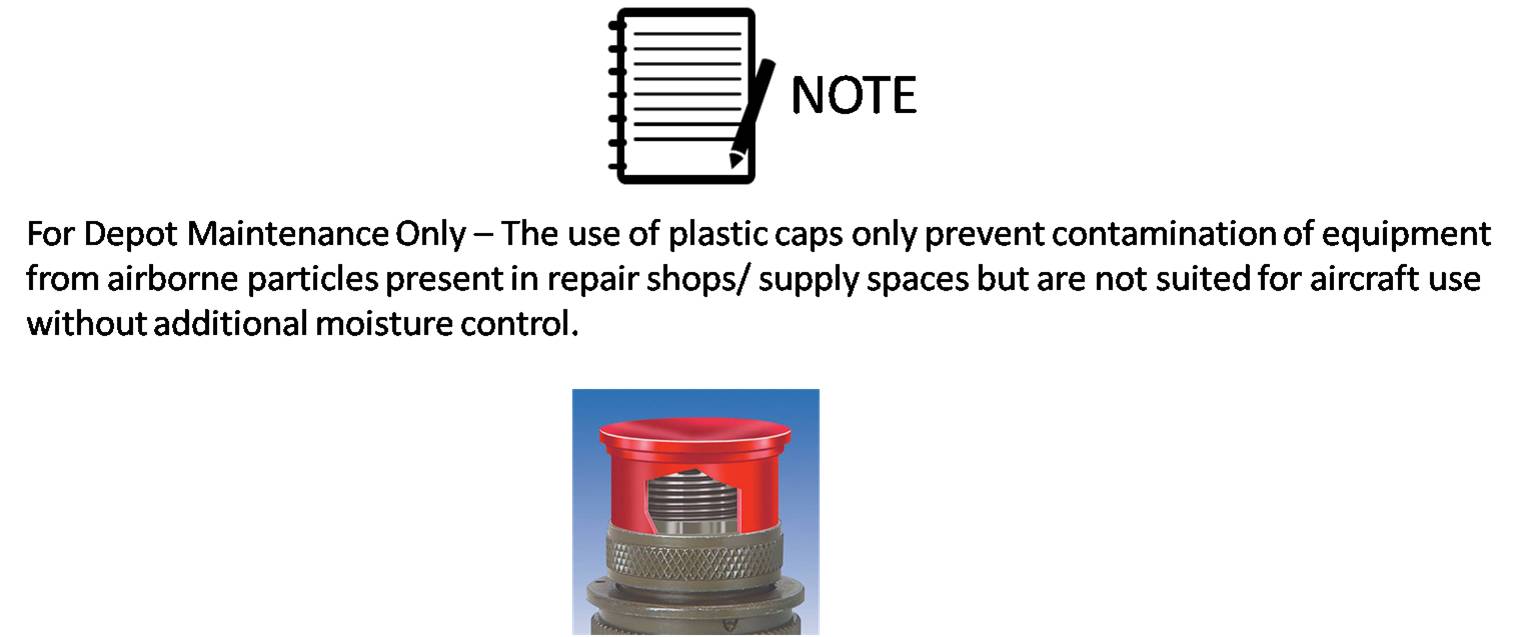 NOTE
For Depot Maintenance Only – The use of plastic caps only prevent contamination of equipment
from airborne particles present in repair shops/ supply spaces but are not suited for aircraft use
without additional moisture control.